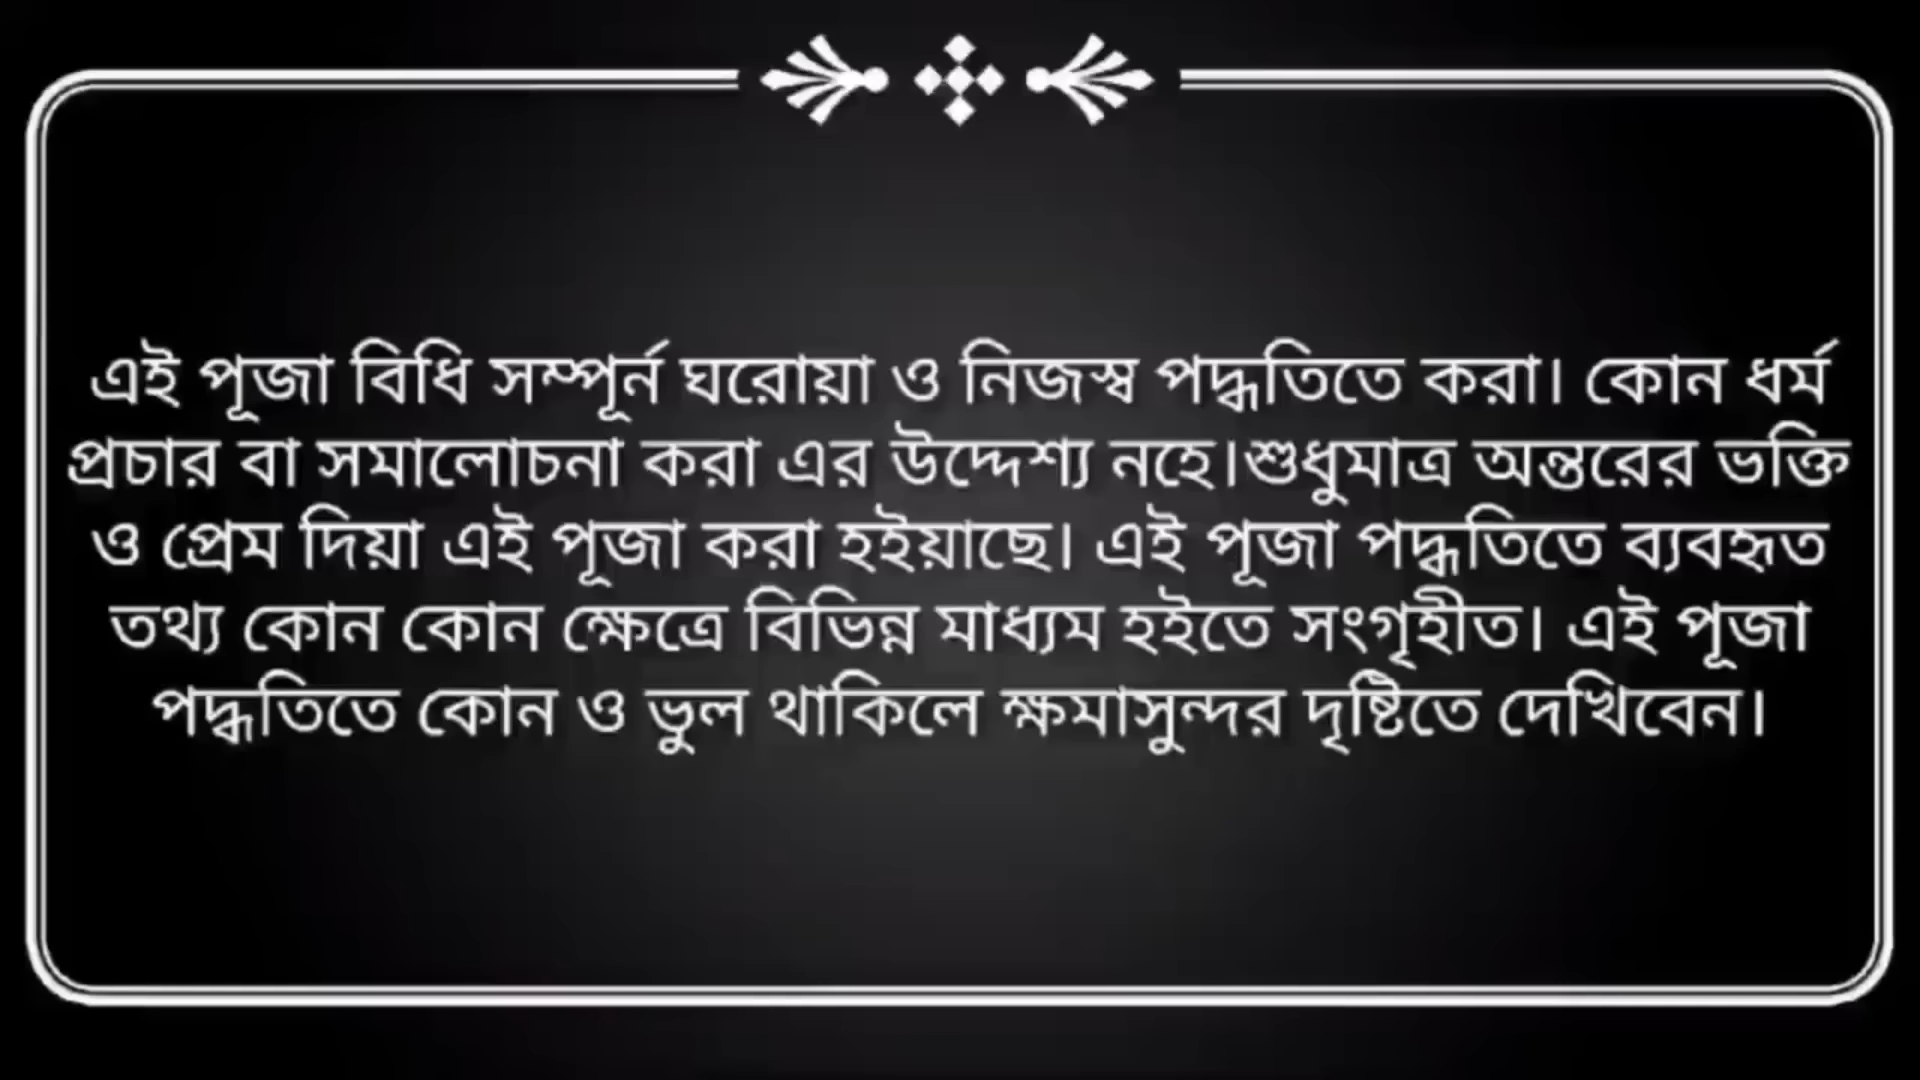 এই পূজা বিধি সম্পূর্ন ঘরোয়া ও নিজস্ব পদ্ধতিতে করা। কোন ধর্ম
প্রচার বা সমালোচনা করা এর উদ্দেশ্য নহে।শুধুমাত্র অন্তরের ভক্তি
ও প্রেম দিয়া এই পূজা করা হইয়াছে। এই পূজা পদ্ধতিতে ব্যবহৃত
তথ্য কোন কোন ক্ষেত্রে বিভিন্ন মাধ্যম হইতে সংগৃহীত। এই পূজা
পদ্ধতিতে কোন ও ভুল থাকিলে ক্ষমাসুন্দর দৃষ্টিতে দেখিবেন।